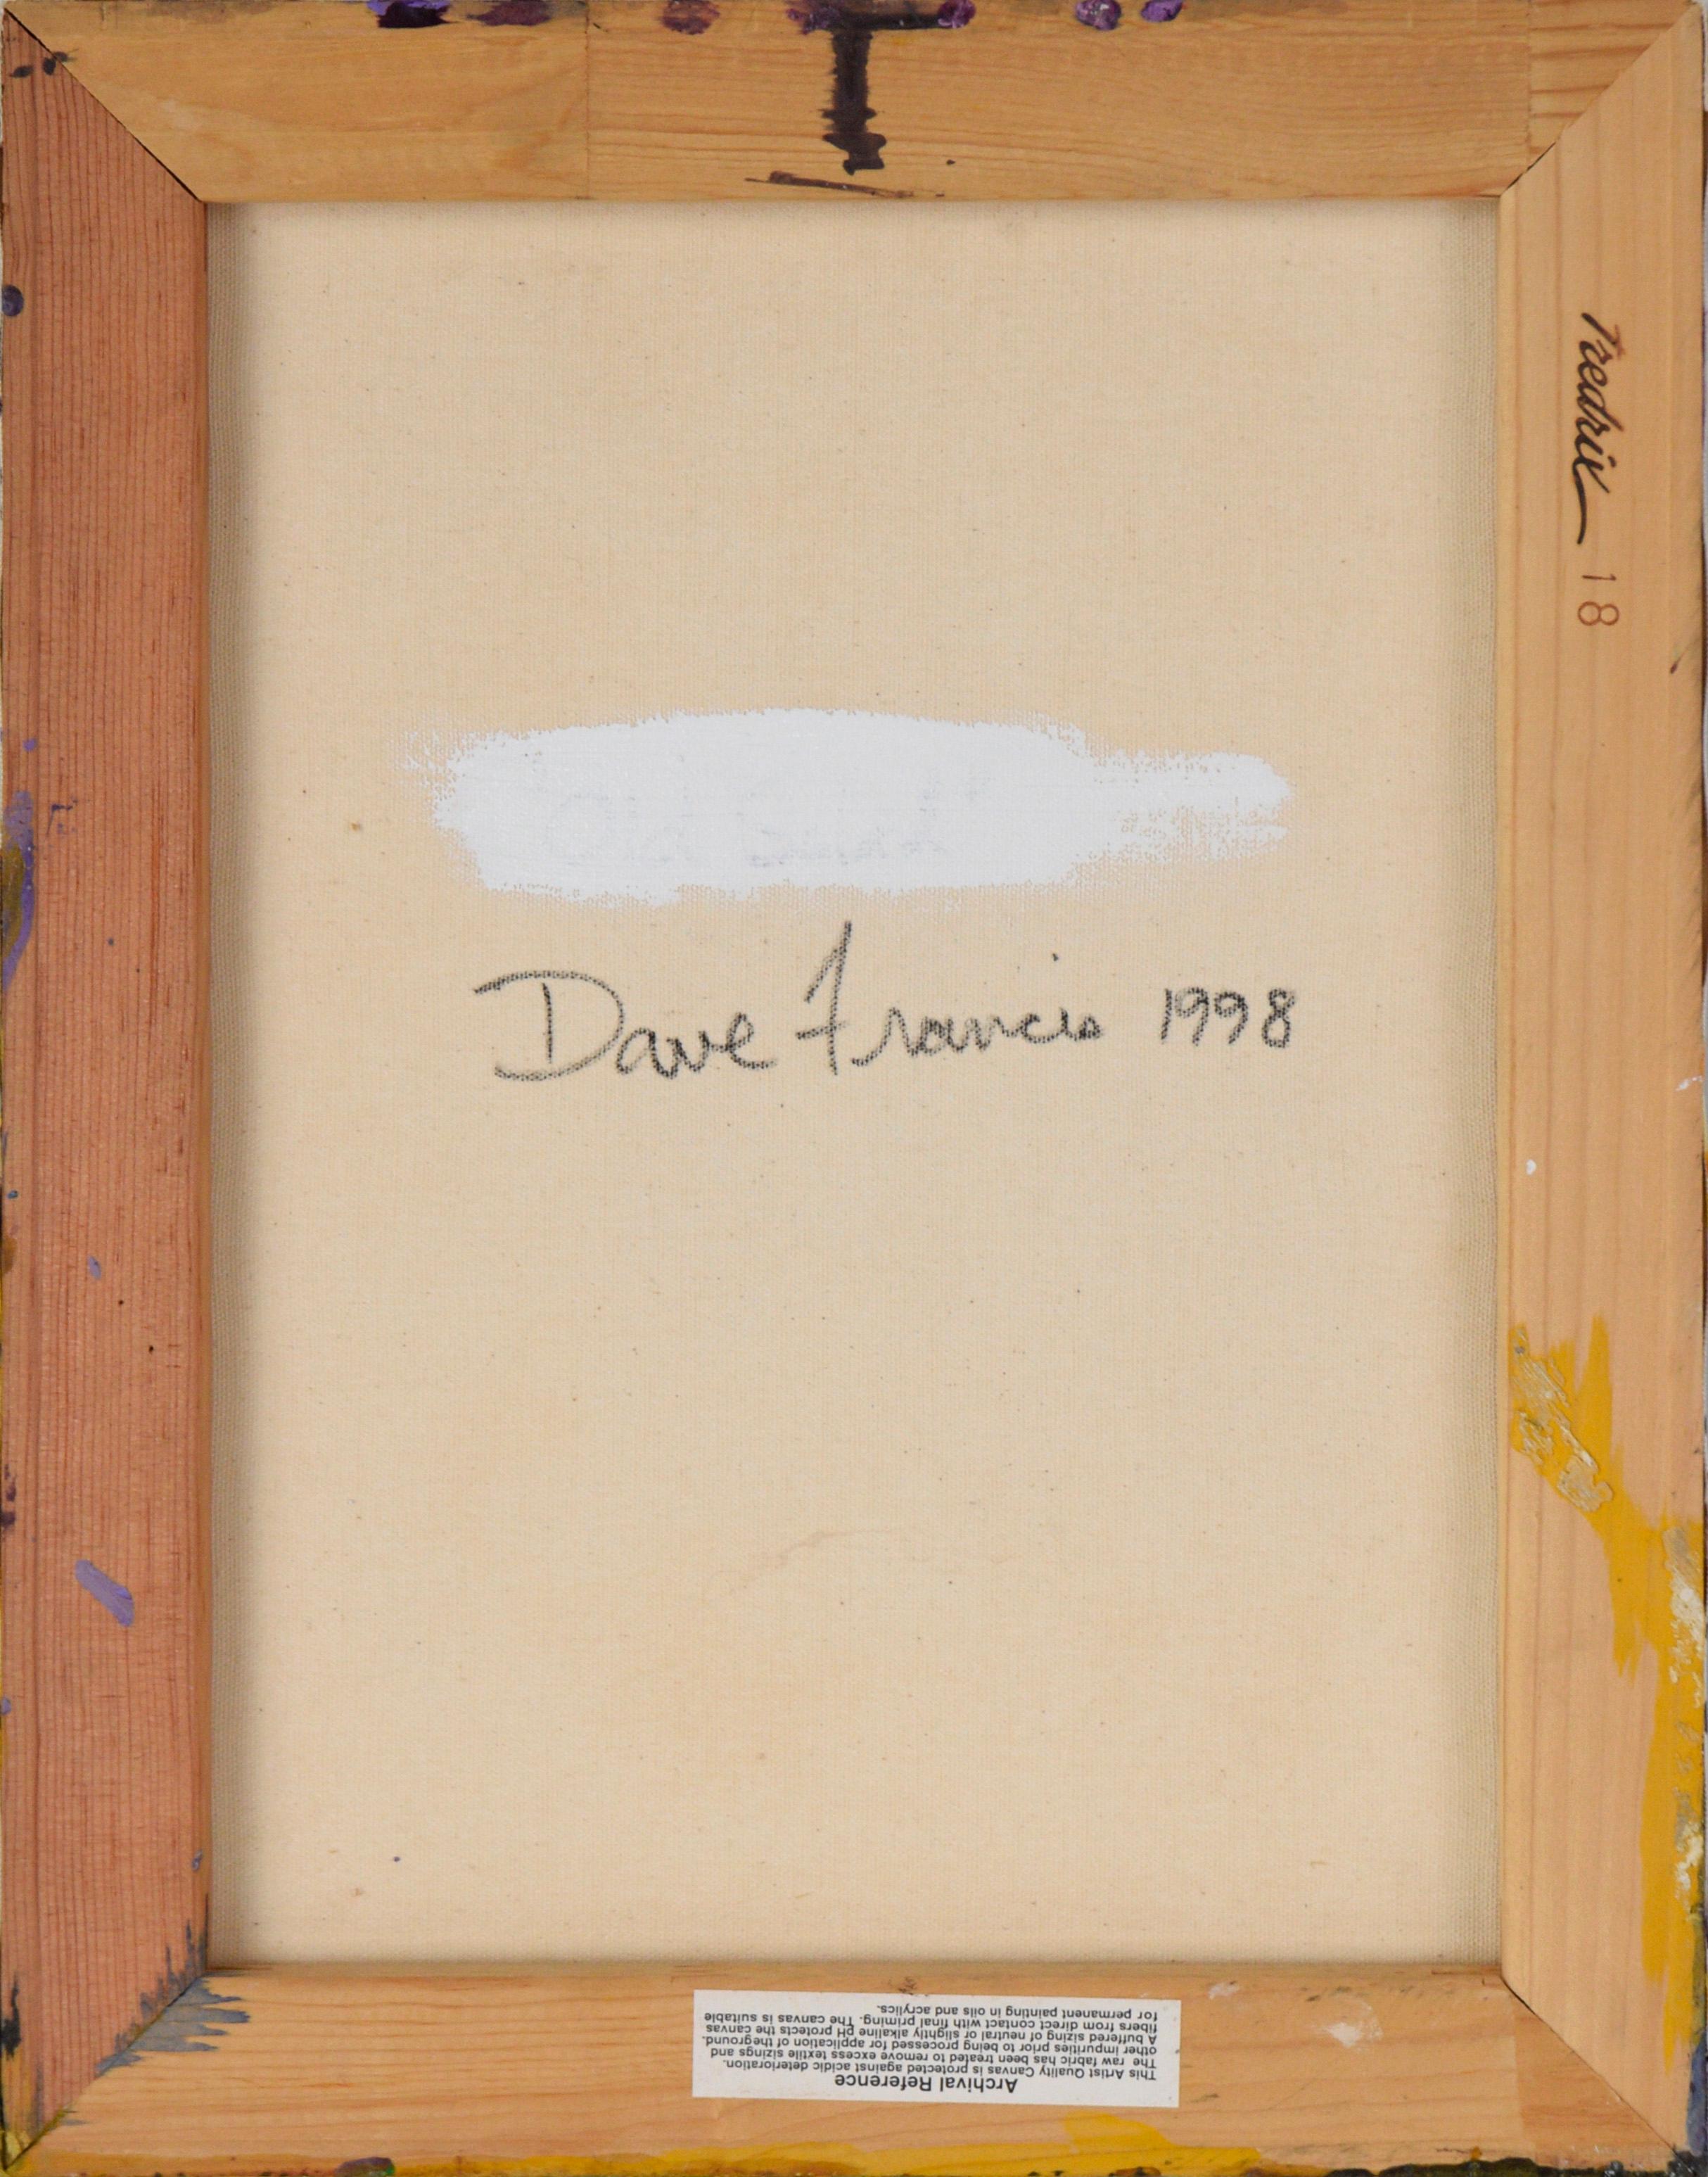 T
Fredrix 18
Dave Francis 1998
Archival Reference
This Artist Quality Canvas is protected against acidic deterioration.
The raw fabric has been treated to remove excess textile sizings and
other impurities prior to being processed for application of theground.
A buffered sizing of neutral or slightly alkaline pH protects the canvas
fibers from direct contact with final priming. The canvas is suitable
for permanent painting in oils and acrylics.